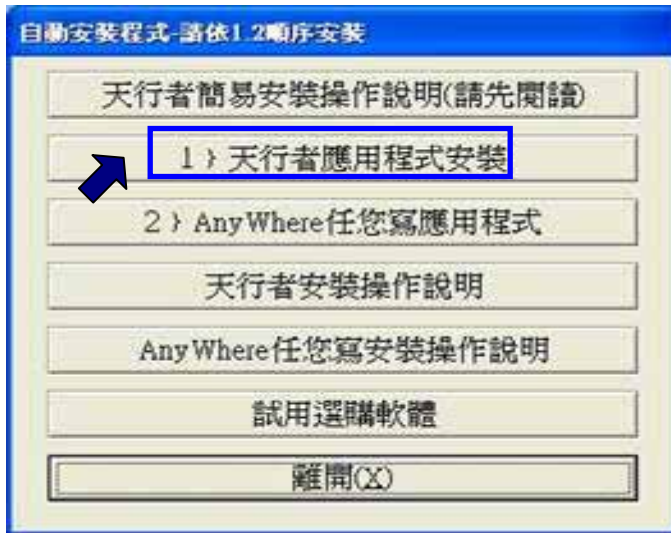 自動安裝程式-請依1.2順序安裝
天行者簡易安裝操作說明(請先閱讀)
1﹜天行者應用程式安裝
2﹜AnyWhere任您寫應用程式
天行者安裝操作說明
AnyWhere任您寫安裝操作說明
試用選購軟體
離開(X)